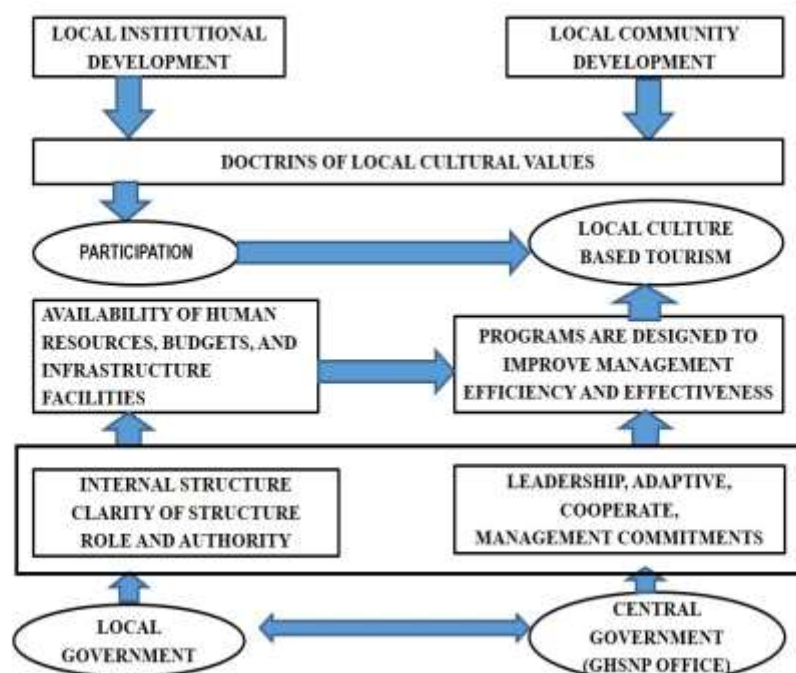 LOCAL INSTITUTIONAL
DEVELOPMENT
LOCAL COMMUNITY
DEVELOPMENT
DOCTRINS OF LOCAL CULTURAL VALUES
PARTICIPATION
LOCAL CULTURE
BASED TOURISM
AVAILABILITY OF HUMAN
RESOURCES, BUDGETS, AND
INFRASTRUCTURE
FACILITIES
PROGRAMS ARE DESIGNED TO
IMPROVE MANAGEMENT
EFFICIENCY AND EFFECTIVENESS
INTERNAL STRUCTURE
CLARITY OF STRUCTURE
ROLE AND AUTHORITY
LEADERSHIP, ADAPTIVE,
COOPERATE,
MANAGEMENT COMMITMENTS
LOCAL
GOVERNMENT
CENTRAL
GOVERNMENT
(GHSNP OFFICE)